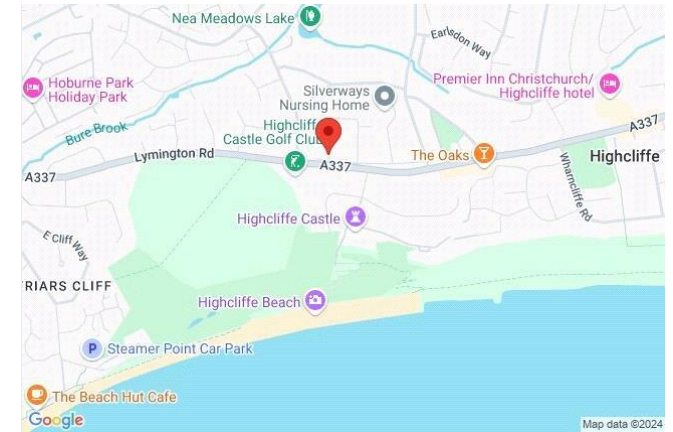 Nea Meadows Lake
Earlsdon Way
Hoburne Park
Holiday Park
Silverways
Nursing Home
Premier Inn Christchurch/
Highcliffe hotel
Bure Brook
Highcliff
Castle Golf Club
A337
Lymington Rd
A337
The Oaks
Highcliffe
A337
Wharncliffe Rd
Highcliffe Castle
E Cliff Way
RIARS CLIFF
Highcliffe Beach
P
Steamer Point Car Park
The Beach Hut Cafe
Google
Map data ©2024